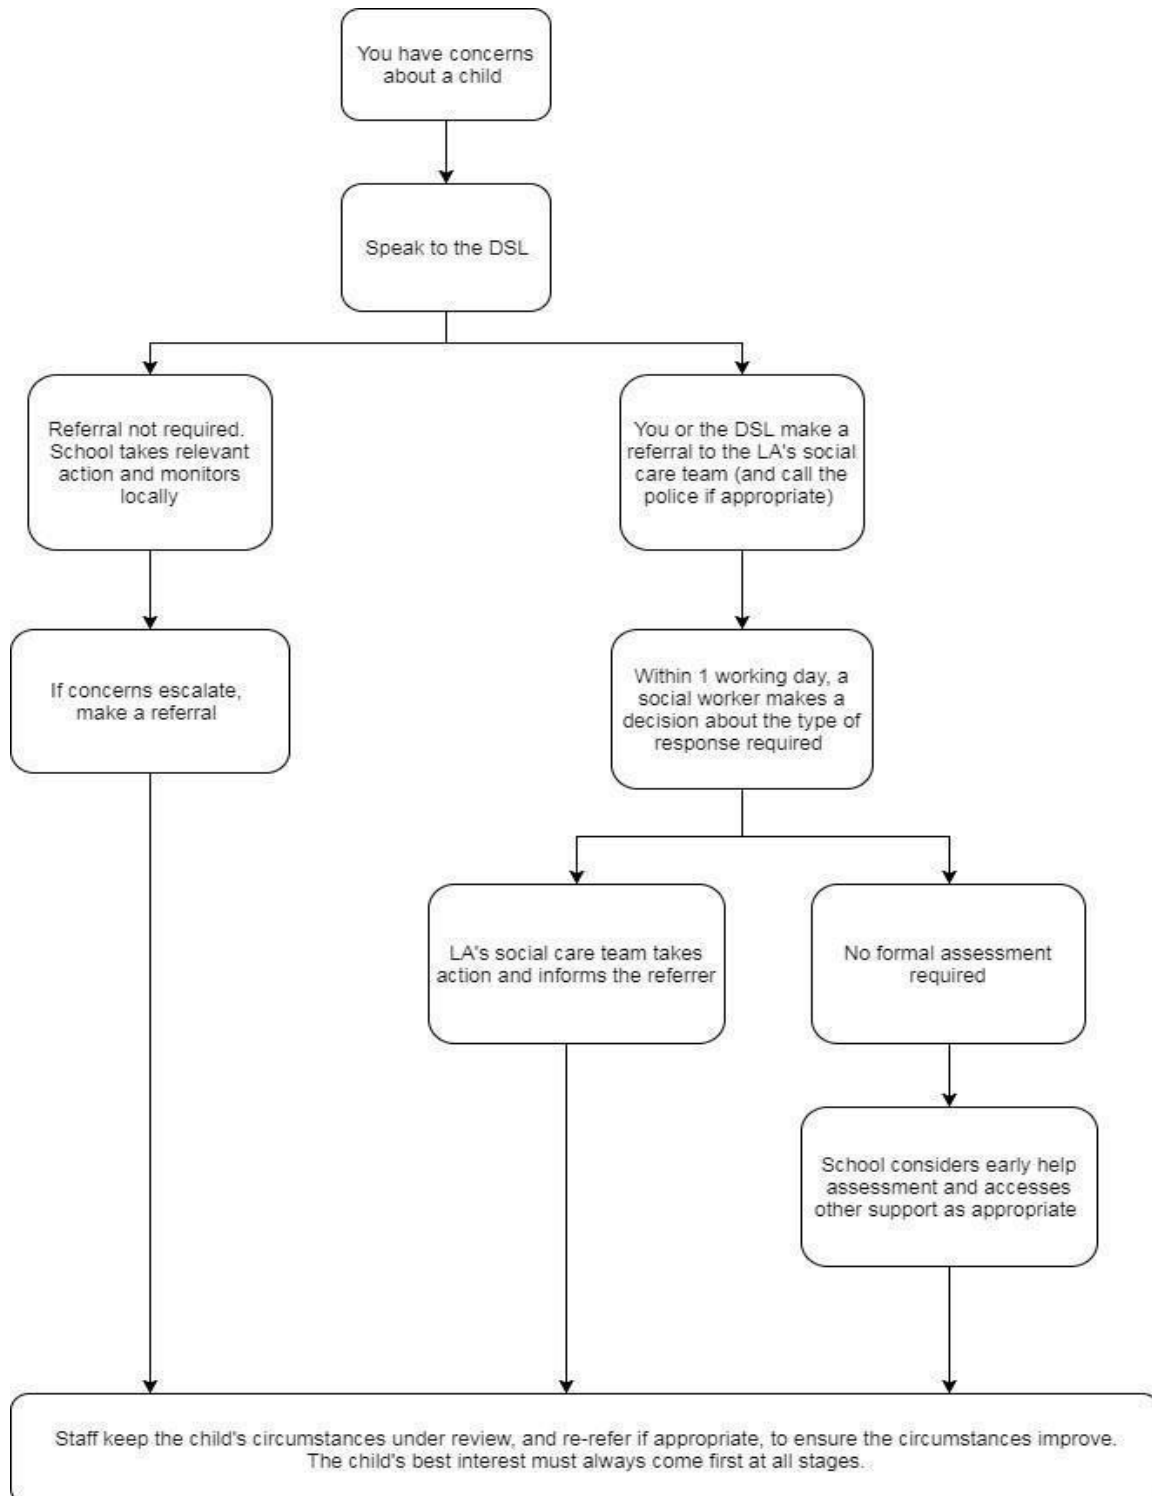 You have concerns
about a child
Speak to the DSL
Referral not required.
School takes relevant
action and monitors
locally
You or the DSL make a
referral to the LA's social
care team (and call the
police if appropriate)
If concerns escalate,
make a referral
Within 1 working day, a
social worker makes a
decision about the type of
response required
LA's social care team takes
action and informs the referrer
No formal assessment
required
School considers early help
assessment and accesses
other support as appropriate
Staff keep the child's circumstances under review, and re-refer if appropriate, to ensure the circumstances improve.
The child's best interest must always come first at all stages.